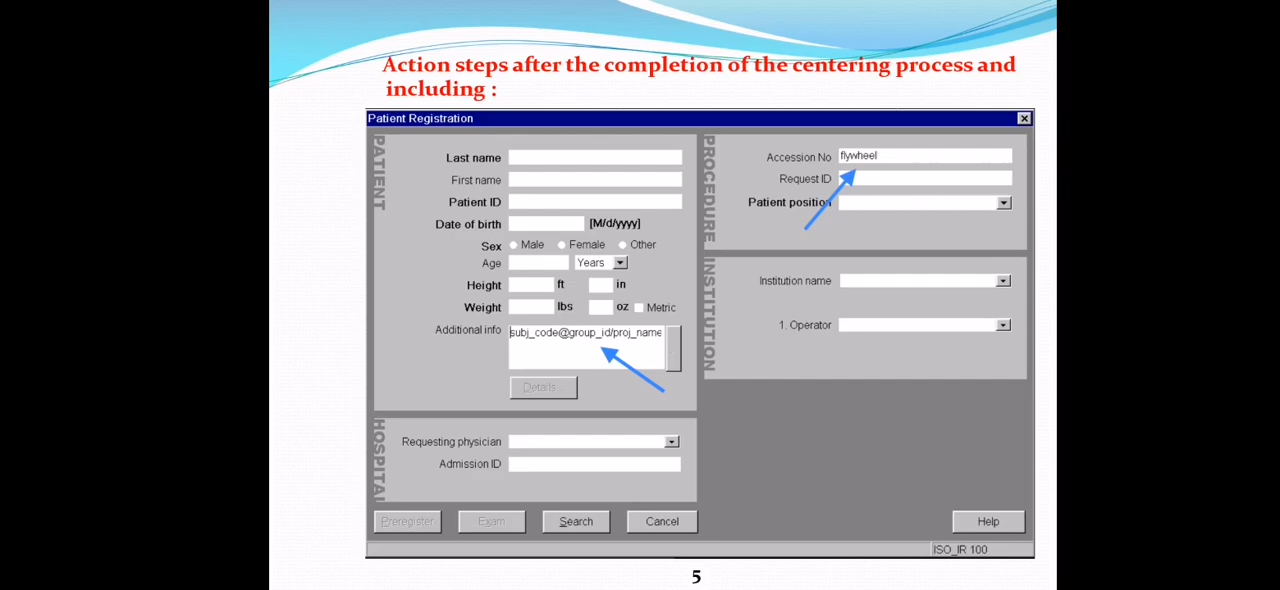 Action steps after the completion of the centering process and
including :
Patient Registration
PATIENT
Last name
First name
Patient ID
Date of birth [M/d/yyyy]
Sex Male Female Other
Age Years
Height ft in
Weight lbs oz Metric
Additional info subj_code@group_id/proj_name
Details...
HOSPITAL
Requesting physician
Admission ID
PROCEDURE
Accession No flywheel
Request ID
Patient position
INSTITUTION
Institution name
1. Operator
Preregister Exam Search Cancel Help
ISO_IR 100
5